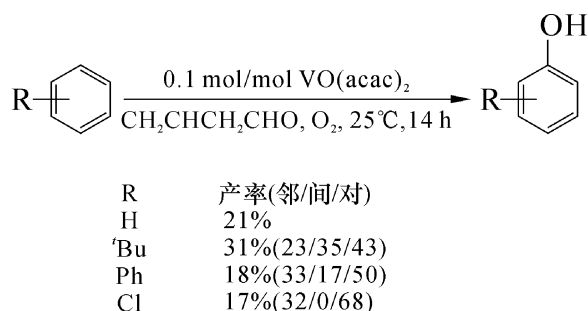 OH
R
0.1 mol/mol VO(acac)₂
CH₂CHCH₂CHO, O₂, 25℃,14 h
R
R 产率(邻/间/对)
H 21%
ᵗBu 31%(23/35/43)
Ph 18%(33/17/50)
Cl 17%(32/0/68)